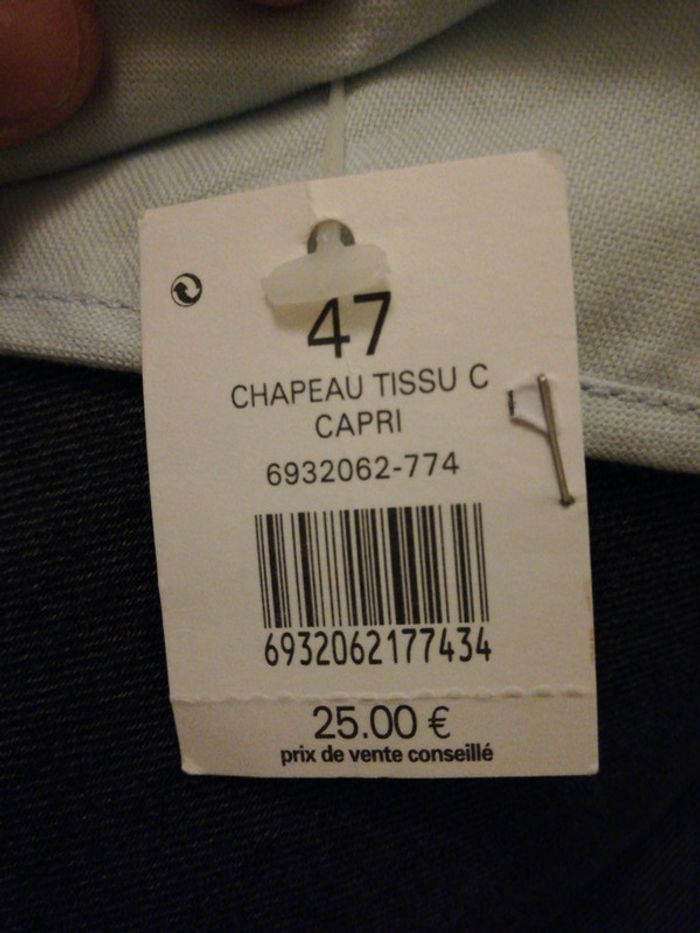 47
CHAPEAU TISSU C
CAPRI
6932062-774
6932062177434
25.00 €
prix de vente conseillé